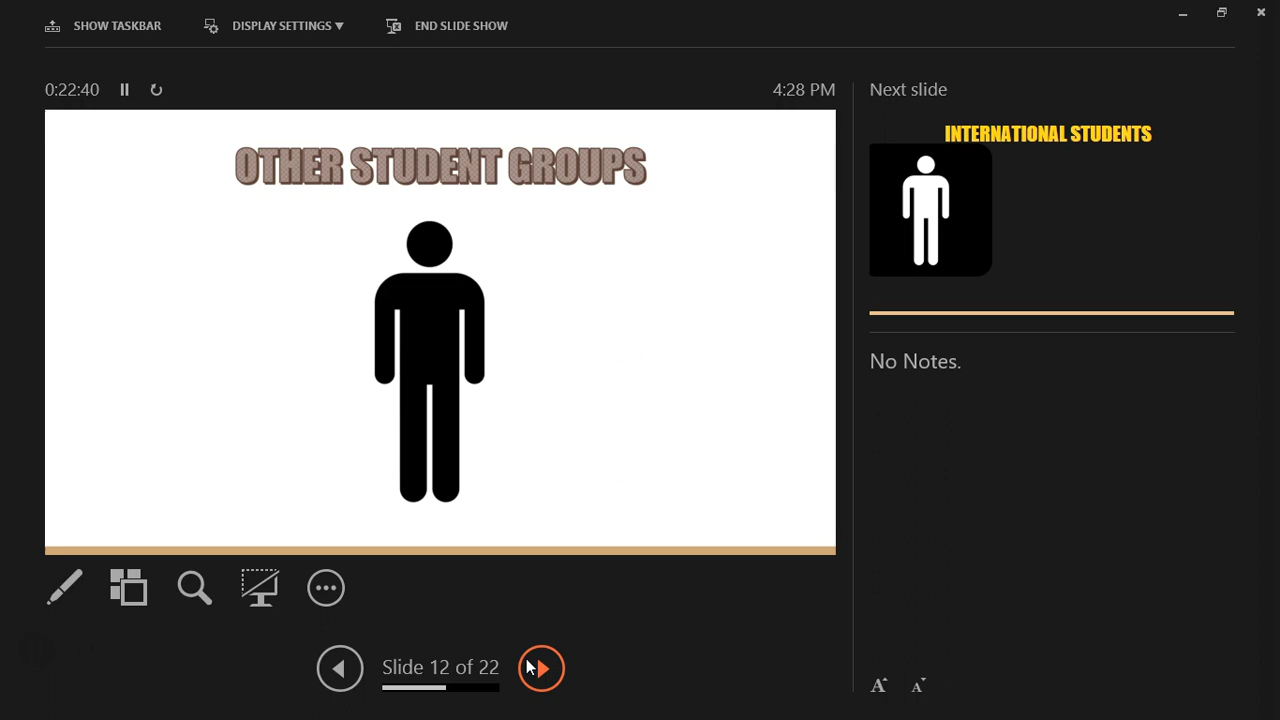 SHOW TASKBAR
DISPLAY SETTINGS ▼
END SLIDE SHOW
0:22:40
4:28 PM
Next slide
OTHER STUDENT GROUPS
INTERNATIONAL STUDENTS
No Notes.
Slide 12 of 22
A A